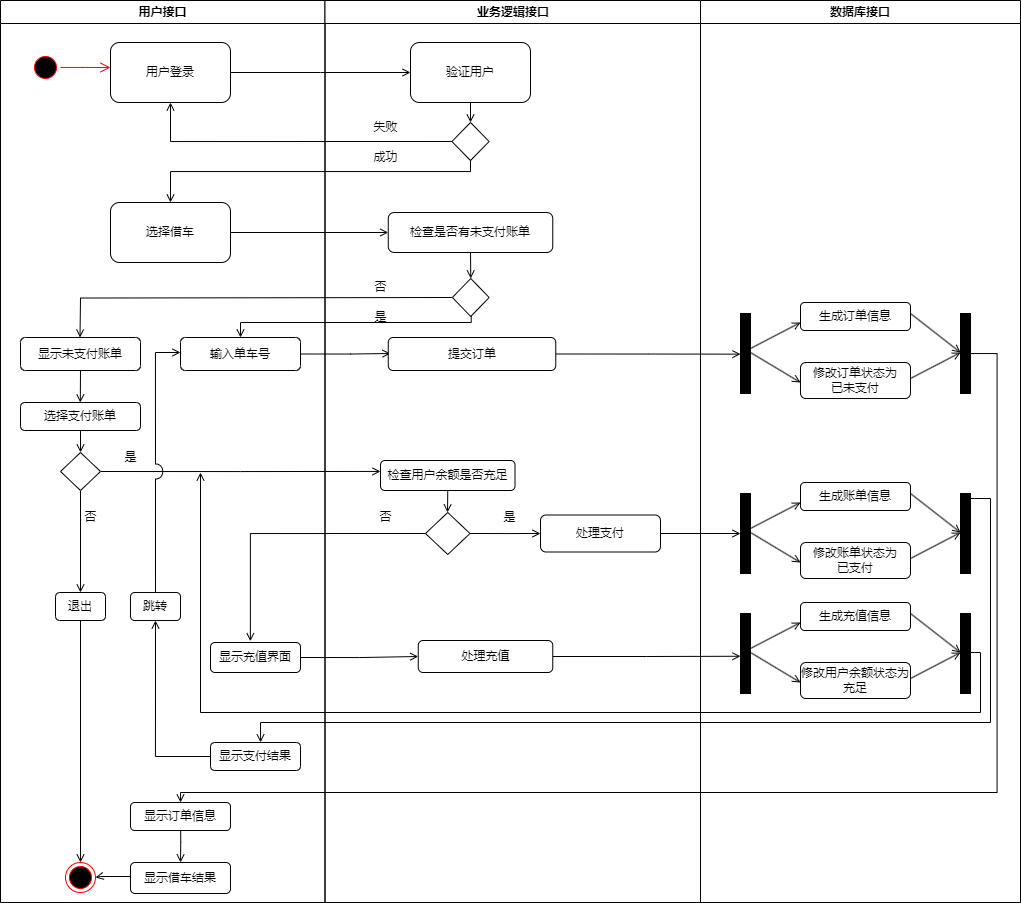 用户接口
业务逻辑接口
数据库接口
用户登录
验证用户
失败
成功
选择借车
检查是否有未支付账单
否
是
显示未支付账单
输入单车号
提交订单
生成订单信息
修改订单状态为
已未支付
选择支付账单
是
检查用户余额是否充足
否
否
是
处理支付
生成账单信息
修改账单状态为
已支付
退出
跳转
显示充值界面
处理充值
生成充值信息
修改用户余额状态为
充足
显示支付结果
显示订单信息
显示借车结果